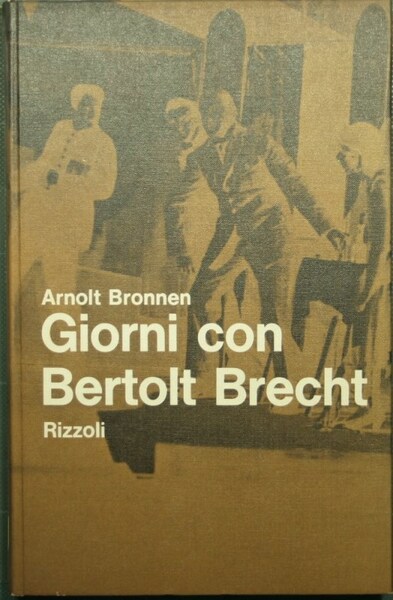 Arnolt Bronnen
Giorni con
Bertolt Brecht
Rizzoli